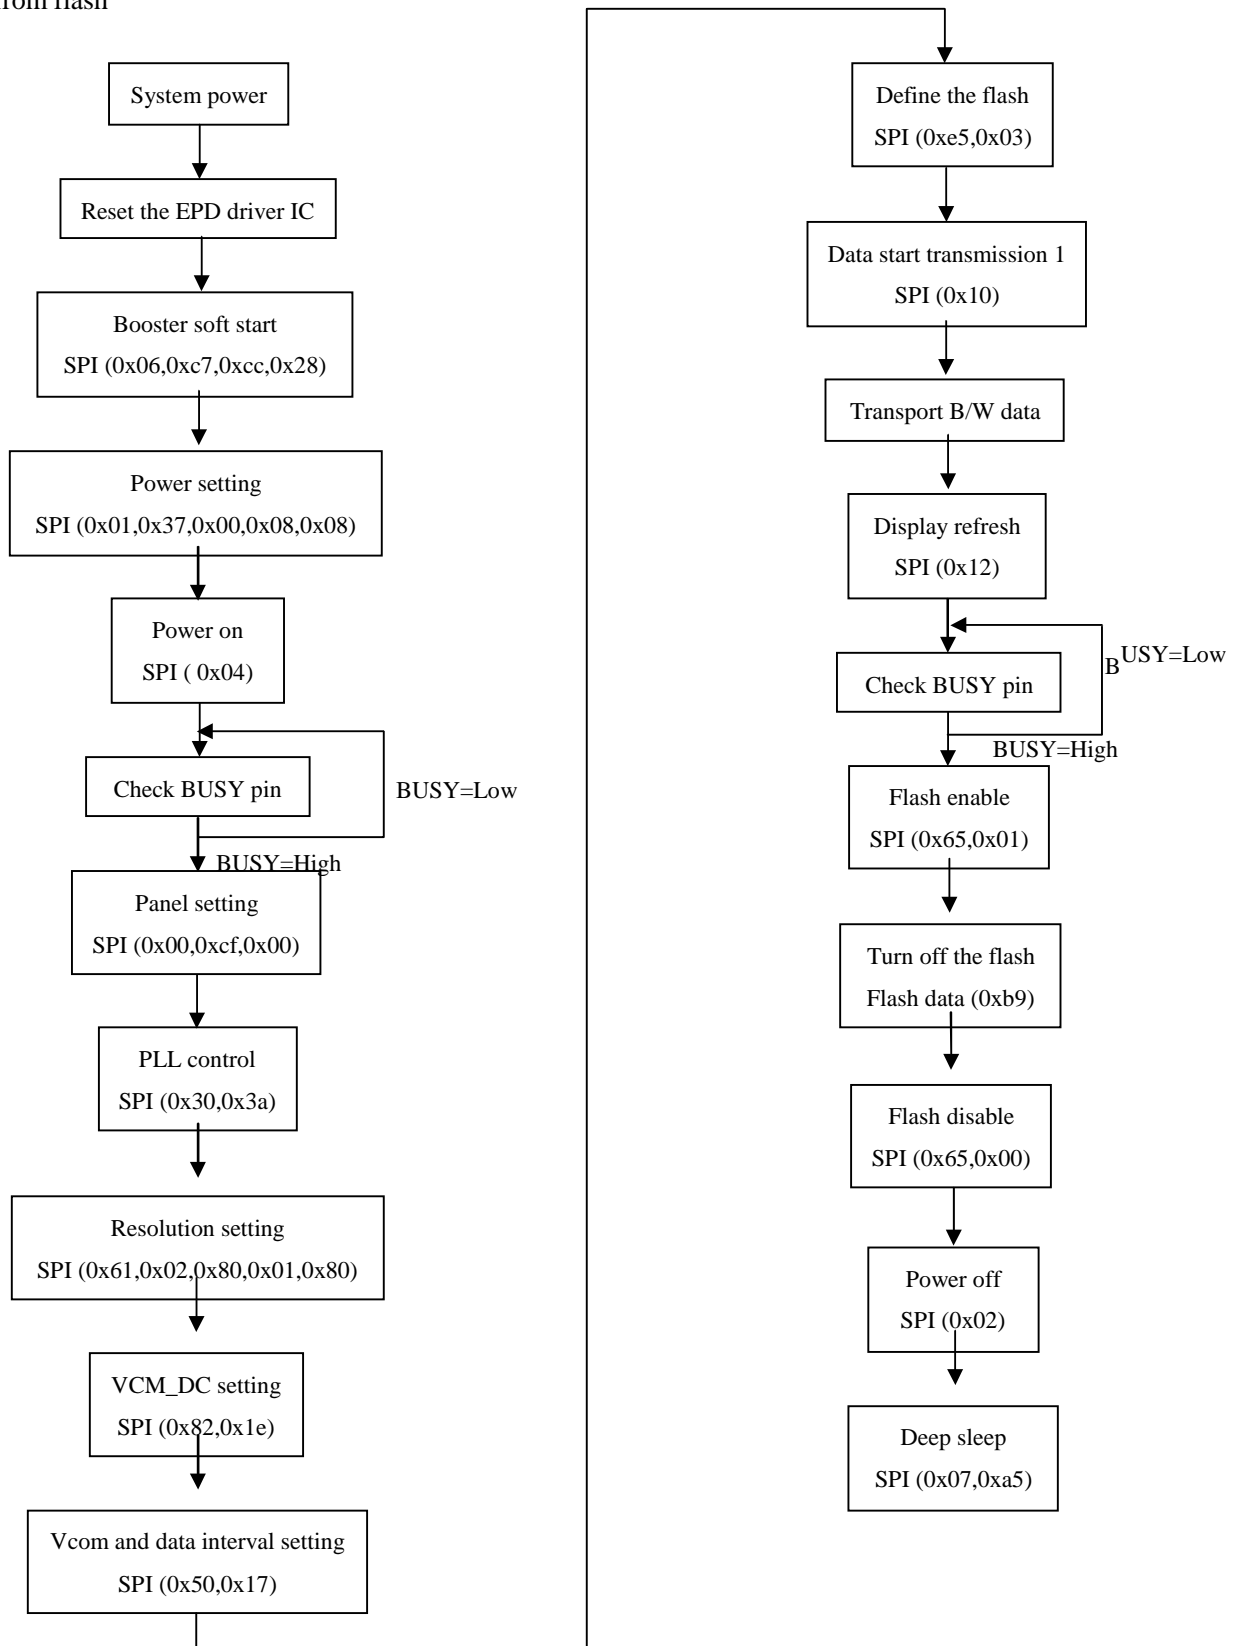 from flash
System power
Reset the EPD driver IC
Booster soft start
SPI (0x06,0xc7,0xcc,0x28)
Power setting
SPI (0x01,0x37,0x00,0x08,0x08)
Power on
SPI ( 0x04)
Check BUSY pin
BUSY=Low
BUSY=High
Panel setting
SPI (0x00,0xcf,0x00)
PLL control
SPI (0x30,0x3a)
Resolution setting
SPI (0x61,0x02,0x80,0x01,0x80)
VCM_DC setting
SPI (0x82,0x1e)
Vcom and data interval setting
SPI (0x50,0x17)
Define the flash
SPI (0xe5,0x03)
Data start transmission 1
SPI (0x10)
Transport B/W data
Display refresh
SPI (0x12)
BUSY=Low
Check BUSY pin
BUSY=High
Flash enable
SPI (0x65,0x01)
Turn off the flash
Flash data (0xb9)
Flash disable
SPI (0x65,0x00)
Power off
SPI (0x02)
Deep sleep
SPI (0x07,0xa5)